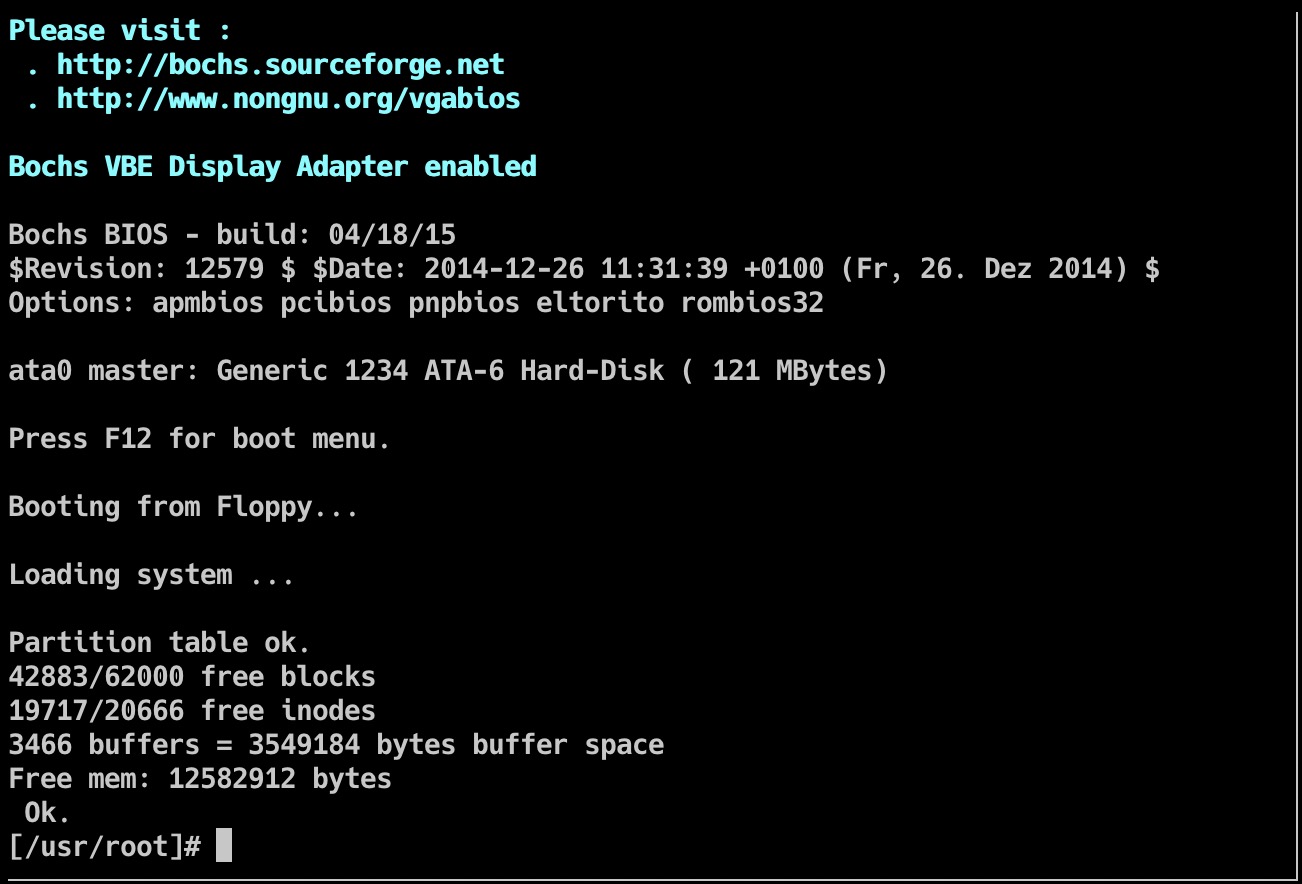 Please visit :
. http://bochs.sourceforge.net
. http://www.nongnu.org/vgabios
Bochs VBE Display Adapter enabled
Bochs BIOS - build: 04/18/15
$Revision: 12579 $ $Date: 2014-12-26 11:31:39 +0100 (Fr, 26. Dez 2014) $
Options: apmbios pcibios pnpbios eltorito rombios32
ata0 master: Generic 1234 ATA-6 Hard-Disk ( 121 MBytes)
Press F12 for boot menu.
Booting from Floppy...
Loading system ...
Partition table ok.
42883/62000 free blocks
19717/20666 free inodes
3466 buffers = 3549184 bytes buffer space
Free mem: 12582912 bytes
Ok.
[/usr/root]#